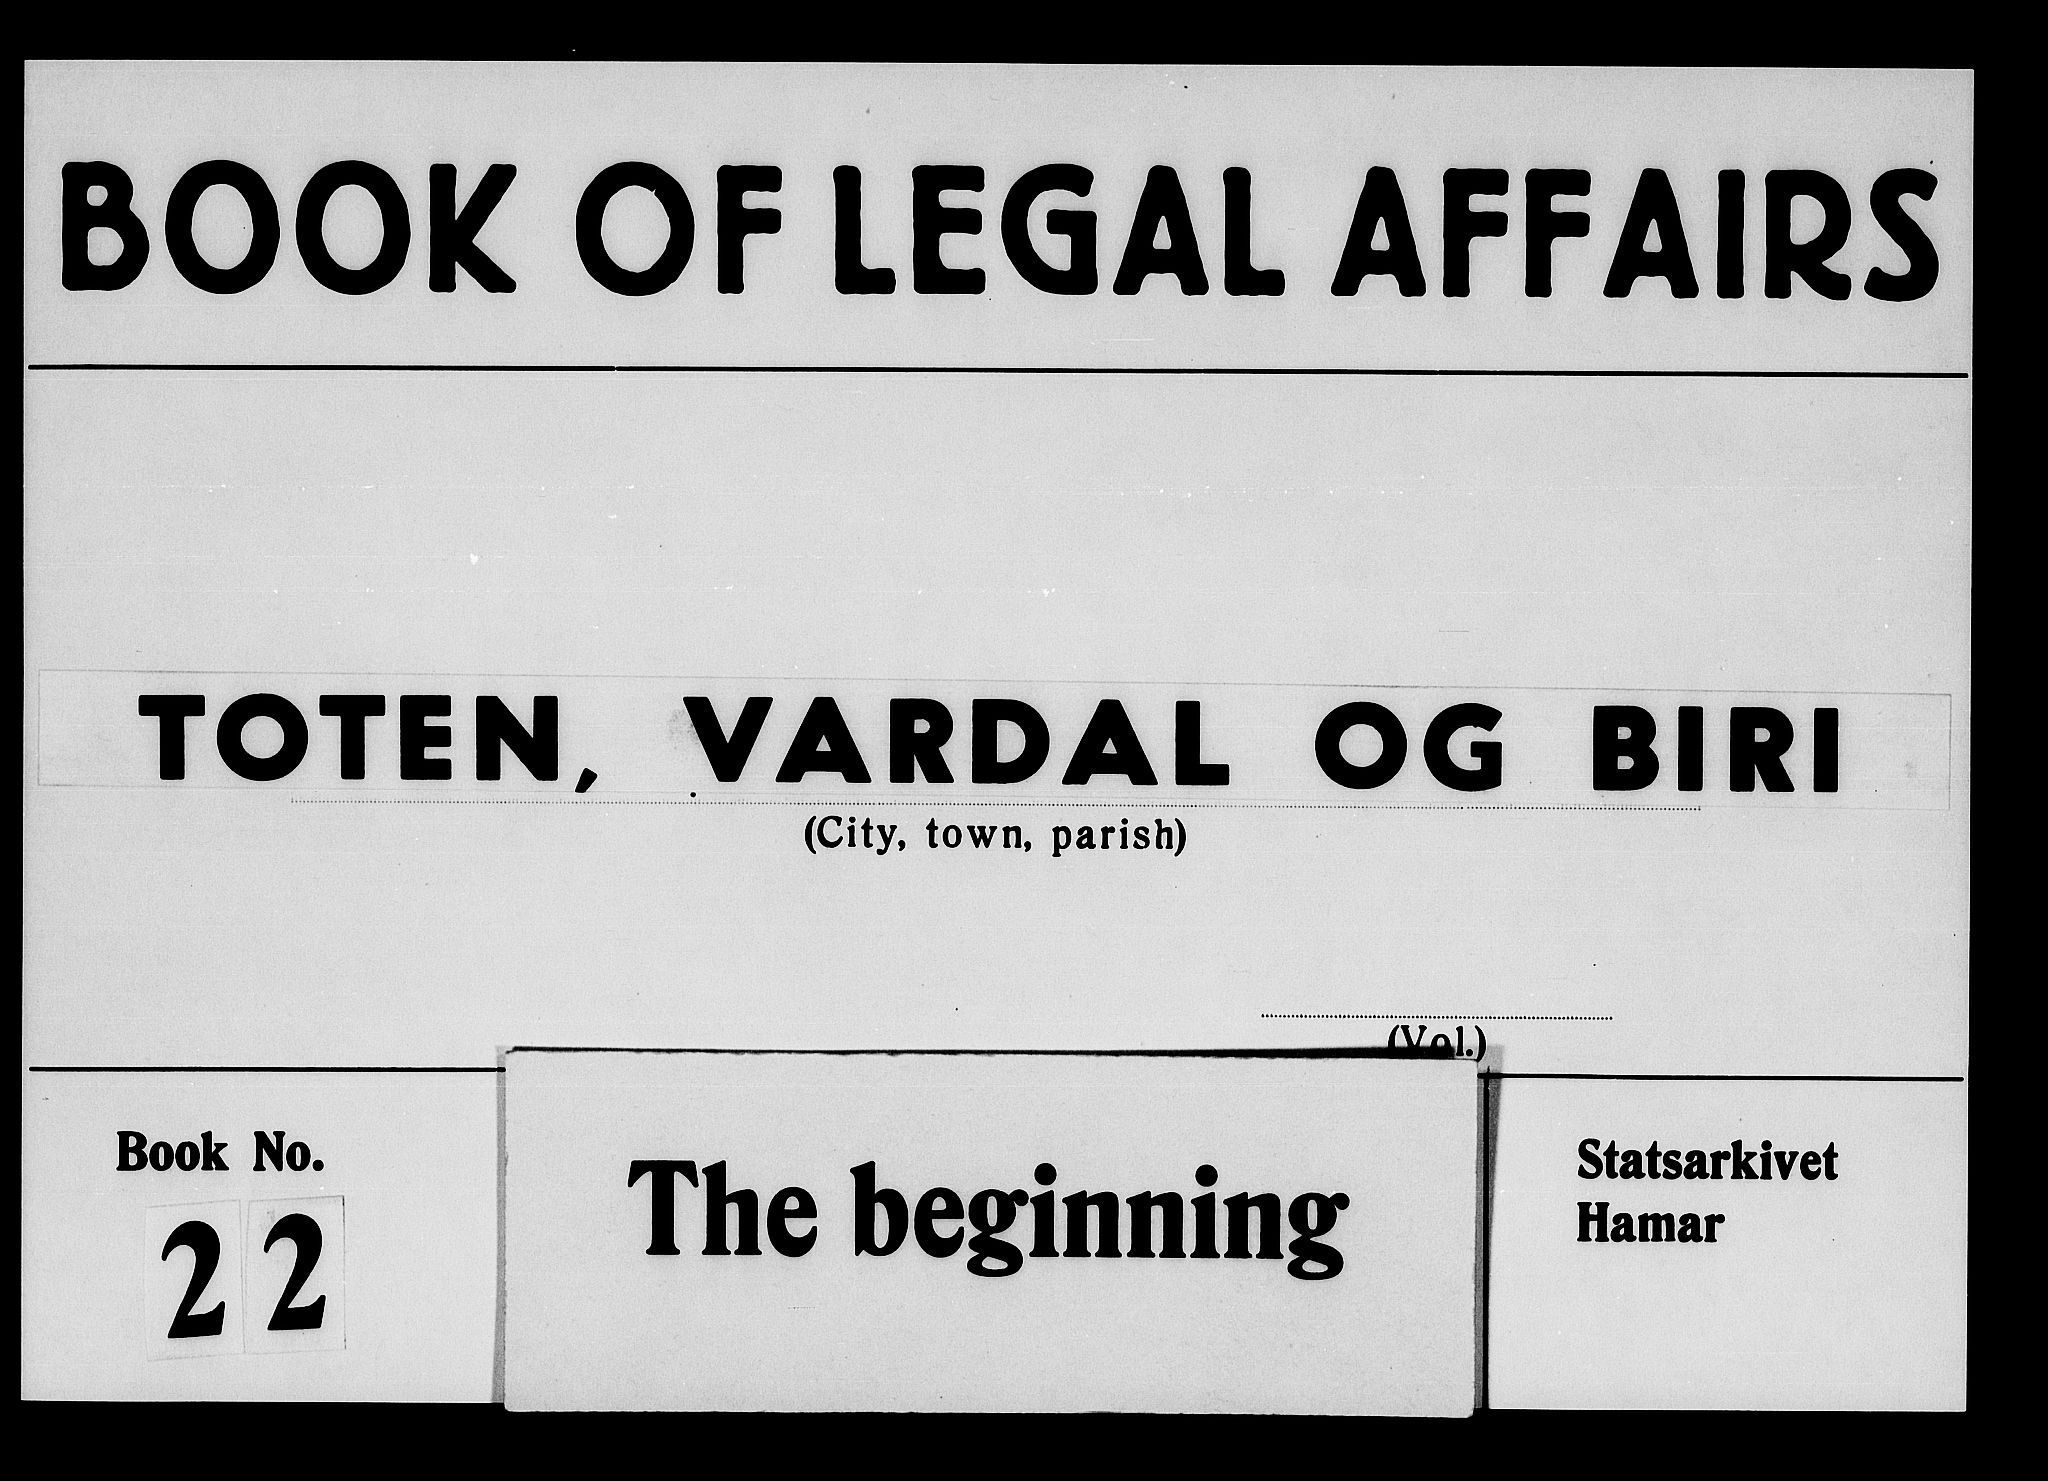 BOOK OF LEGAL AFFAIRS
TOTEN, VARDAL OG BIRI
(City, town, parish)
(Vol.)
Book No.
22
The beginning
Statsarkivet
Hamar